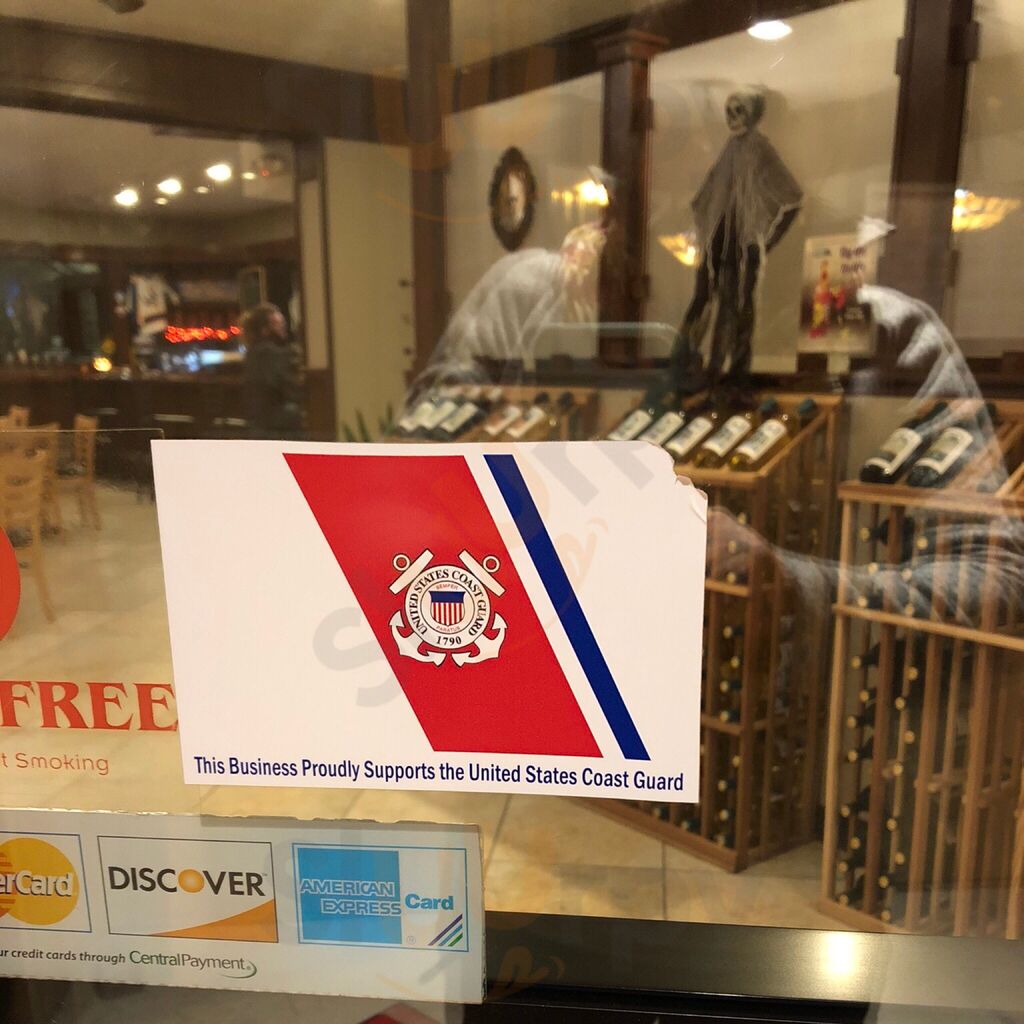 UNITED STATES COAST GUARD
SEMPER
PARATUS
1790
This Business Proudly Supports the United States Coast Guard
FREE
t Smoking
erCard
DISCOVER
AMERICAN
EXPRESS
Card
ur credit cards through CentralPayment